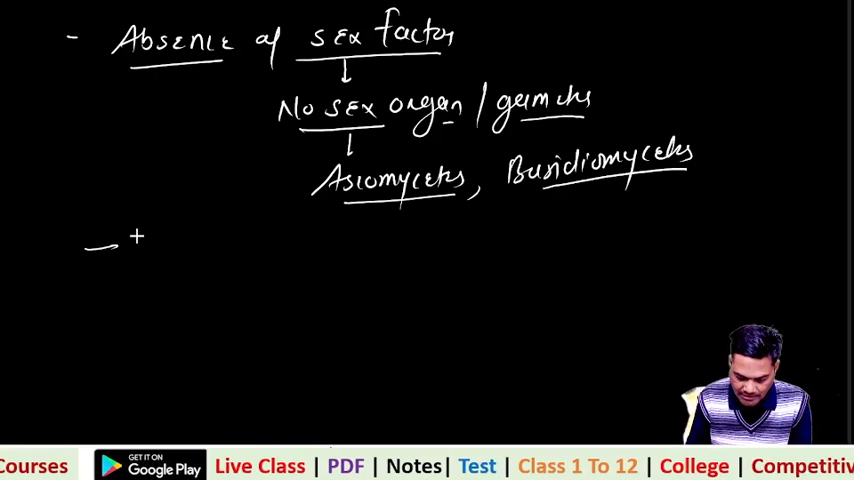 - Absence of sex factor
↓
No sex organ / gametes
↓
Asiomycetes, Basidiomycetes
— +
Courses
GET IT ON
Google Play
Live Class | PDF | Notes | Test | Class 1 To 12 | College | Competitiv